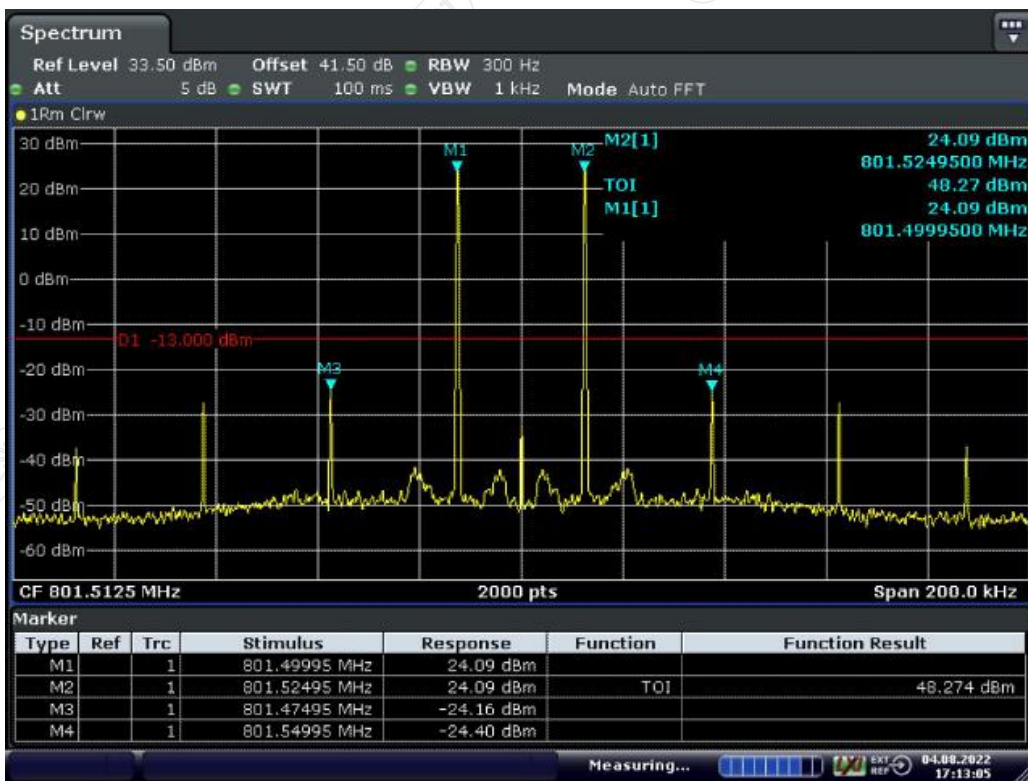 Spectrum
Ref Level 33.50 dBm Offset 41.50 dB RBW 300 Hz
Att 5 dB SWT 100 ms VBW 1 kHz Mode Auto FFT
1Rm Clrw
30 dBm
20 dBm
10 dBm
0 dBm
-10 dBm
-20 dBm
-30 dBm
-40 dBm
-50 dBm
-60 dBm
M1
M2
M2[1] 24.09 dBm
801.5249500 MHz
TOI 48.27 dBm
M1[1] 24.09 dBm
801.4999500 MHz
D1 -13.000 dBm
M3
M4
CF 801.5125 MHz 2000 pts Span 200.0 kHz
Marker
Type Ref Trc Stimulus Response Function Function Result
M1 1 801.49995 MHz 24.09 dBm
M2 1 801.52495 MHz 24.09 dBm TOI 48.274 dBm
M3 1 801.47495 MHz -24.16 dBm
M4 1 801.54995 MHz -24.40 dBm
Measuring... LXI EXT REF 04.08.2022
17:13:05